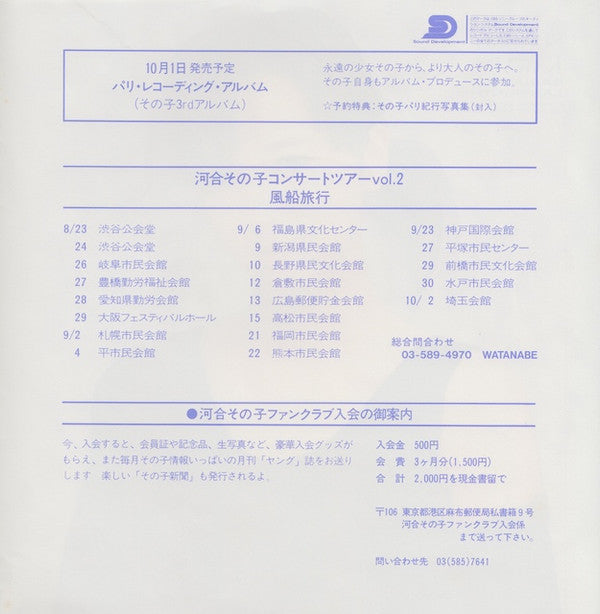 SD
Sound Development
10月1日発売予定
パリ・レコーディング・アルバム
(その子3rdアルバム)
永遠の少女その子から、より大人のその子へ。
その子自身もアルバム・プロデュースに参加。
☆予約特典：その子パリ紀行写真集(封入)
河合その子コンサートツアーvol.2
風船旅行
8/23 渋谷公会堂
24 渋谷公会堂
26 岐阜市民会館
27 豊橋勤労福祉会館
28 愛知県勤労会館
29 大阪フェスティバルホール
9/2 札幌市民会館
4 平市民会館
9/ 6 福島県文化センター
9 新潟県民会館
10 長野県民文化会館
12 倉敷市民会館
13 広島郵便貯金会館
15 高松市民会館
21 福岡市民会館
22 熊本市民会館
9/23 神戸国際会館
27 平塚市民センター
29 前橋市民文化会館
30 水戸市民会館
10/ 2 埼玉会館
総合問合わせ
03-589-4970 WATANABE
●河合その子ファンクラブ入会の御案内
今、入会すると、会員証や記念品、生写真など、豪華入会グッズが
もらえ、また毎月その子情報いっぱいの月刊「ヤング」誌をお送り
します 楽しい「その子新聞」も発行されるよ。
入会金 500円
会 費 3ヶ月分(1,500円)
合 計 2,000円を現金書留で
〒106 東京都港区麻布郵便局私書箱9号
河合その子ファンクラブ入会係
まで送って下さい。
問い合わせ先 03(585)7641